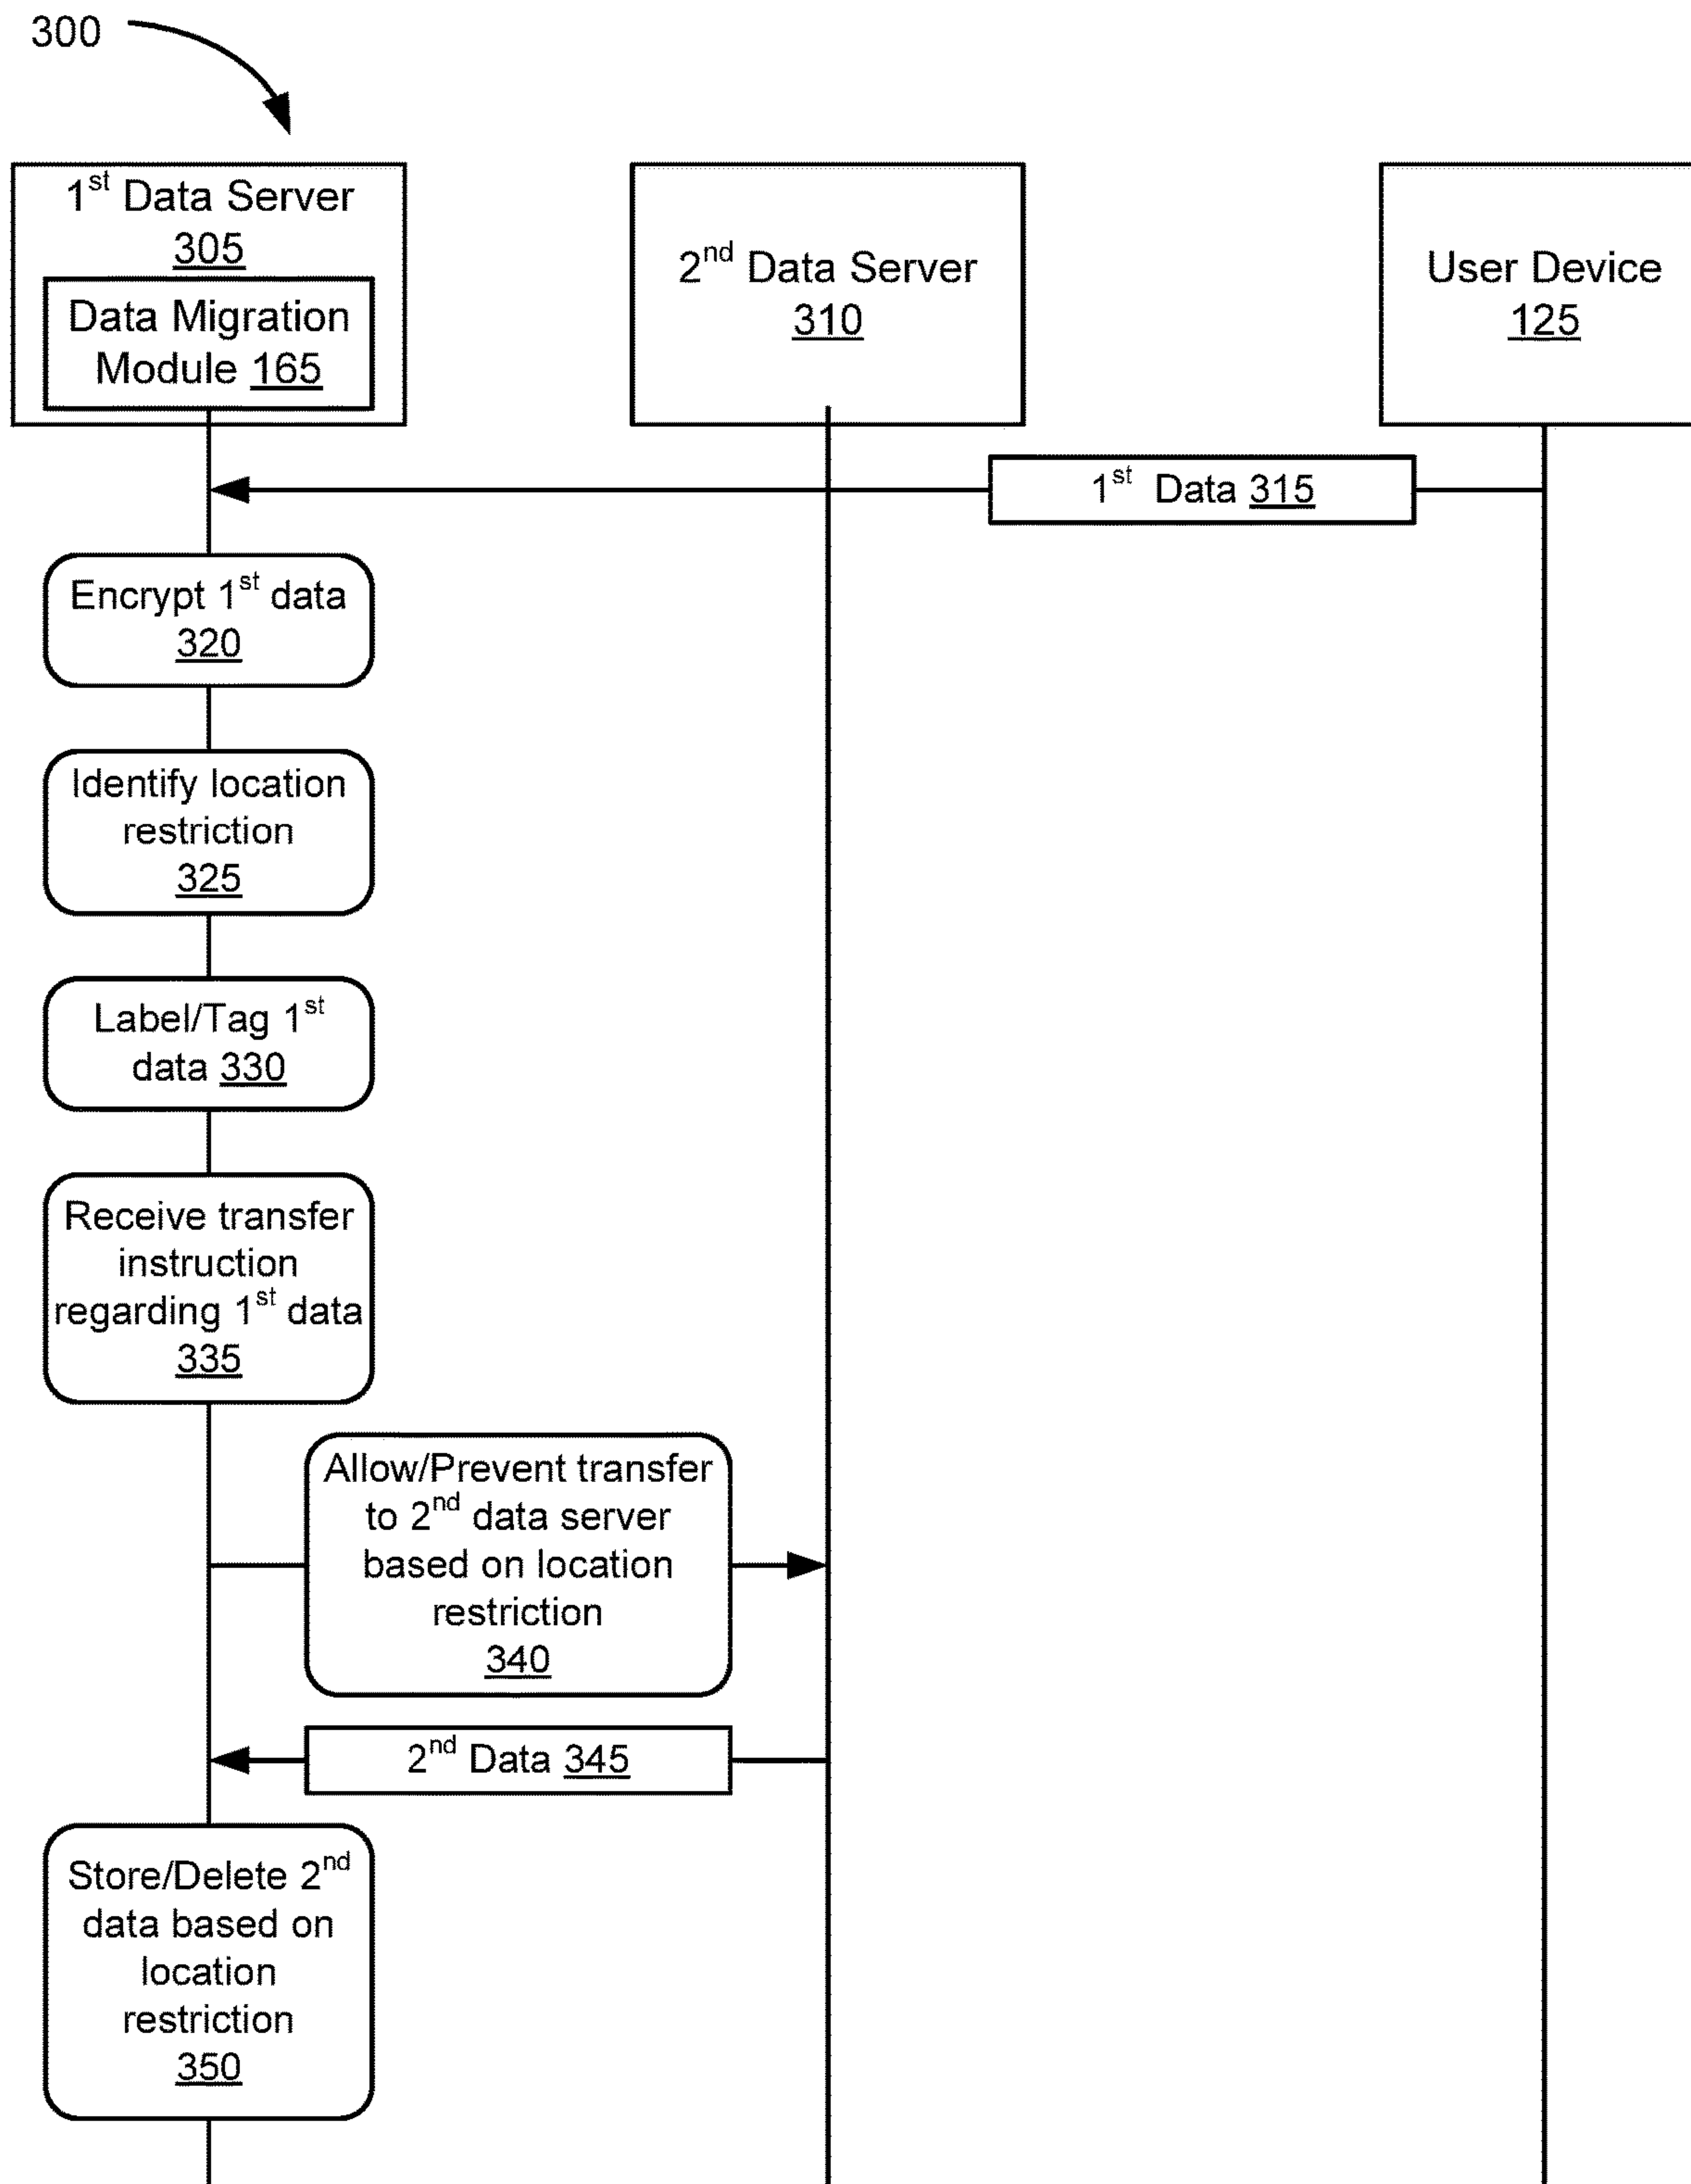 300
1st Data Server
305
Data Migration
Module 165
2nd Data Server
310
User Device
125
1st Data 315
Encrypt 1st data
320
Identify location
restriction
325
Label/Tag 1st
data 330
Receive transfer
instruction
regarding 1st data
335
Allow/Prevent transfer
to 2nd data server
based on location
restriction
340
2nd Data 345
Store/Delete 2nd
data based on
location
restriction
350